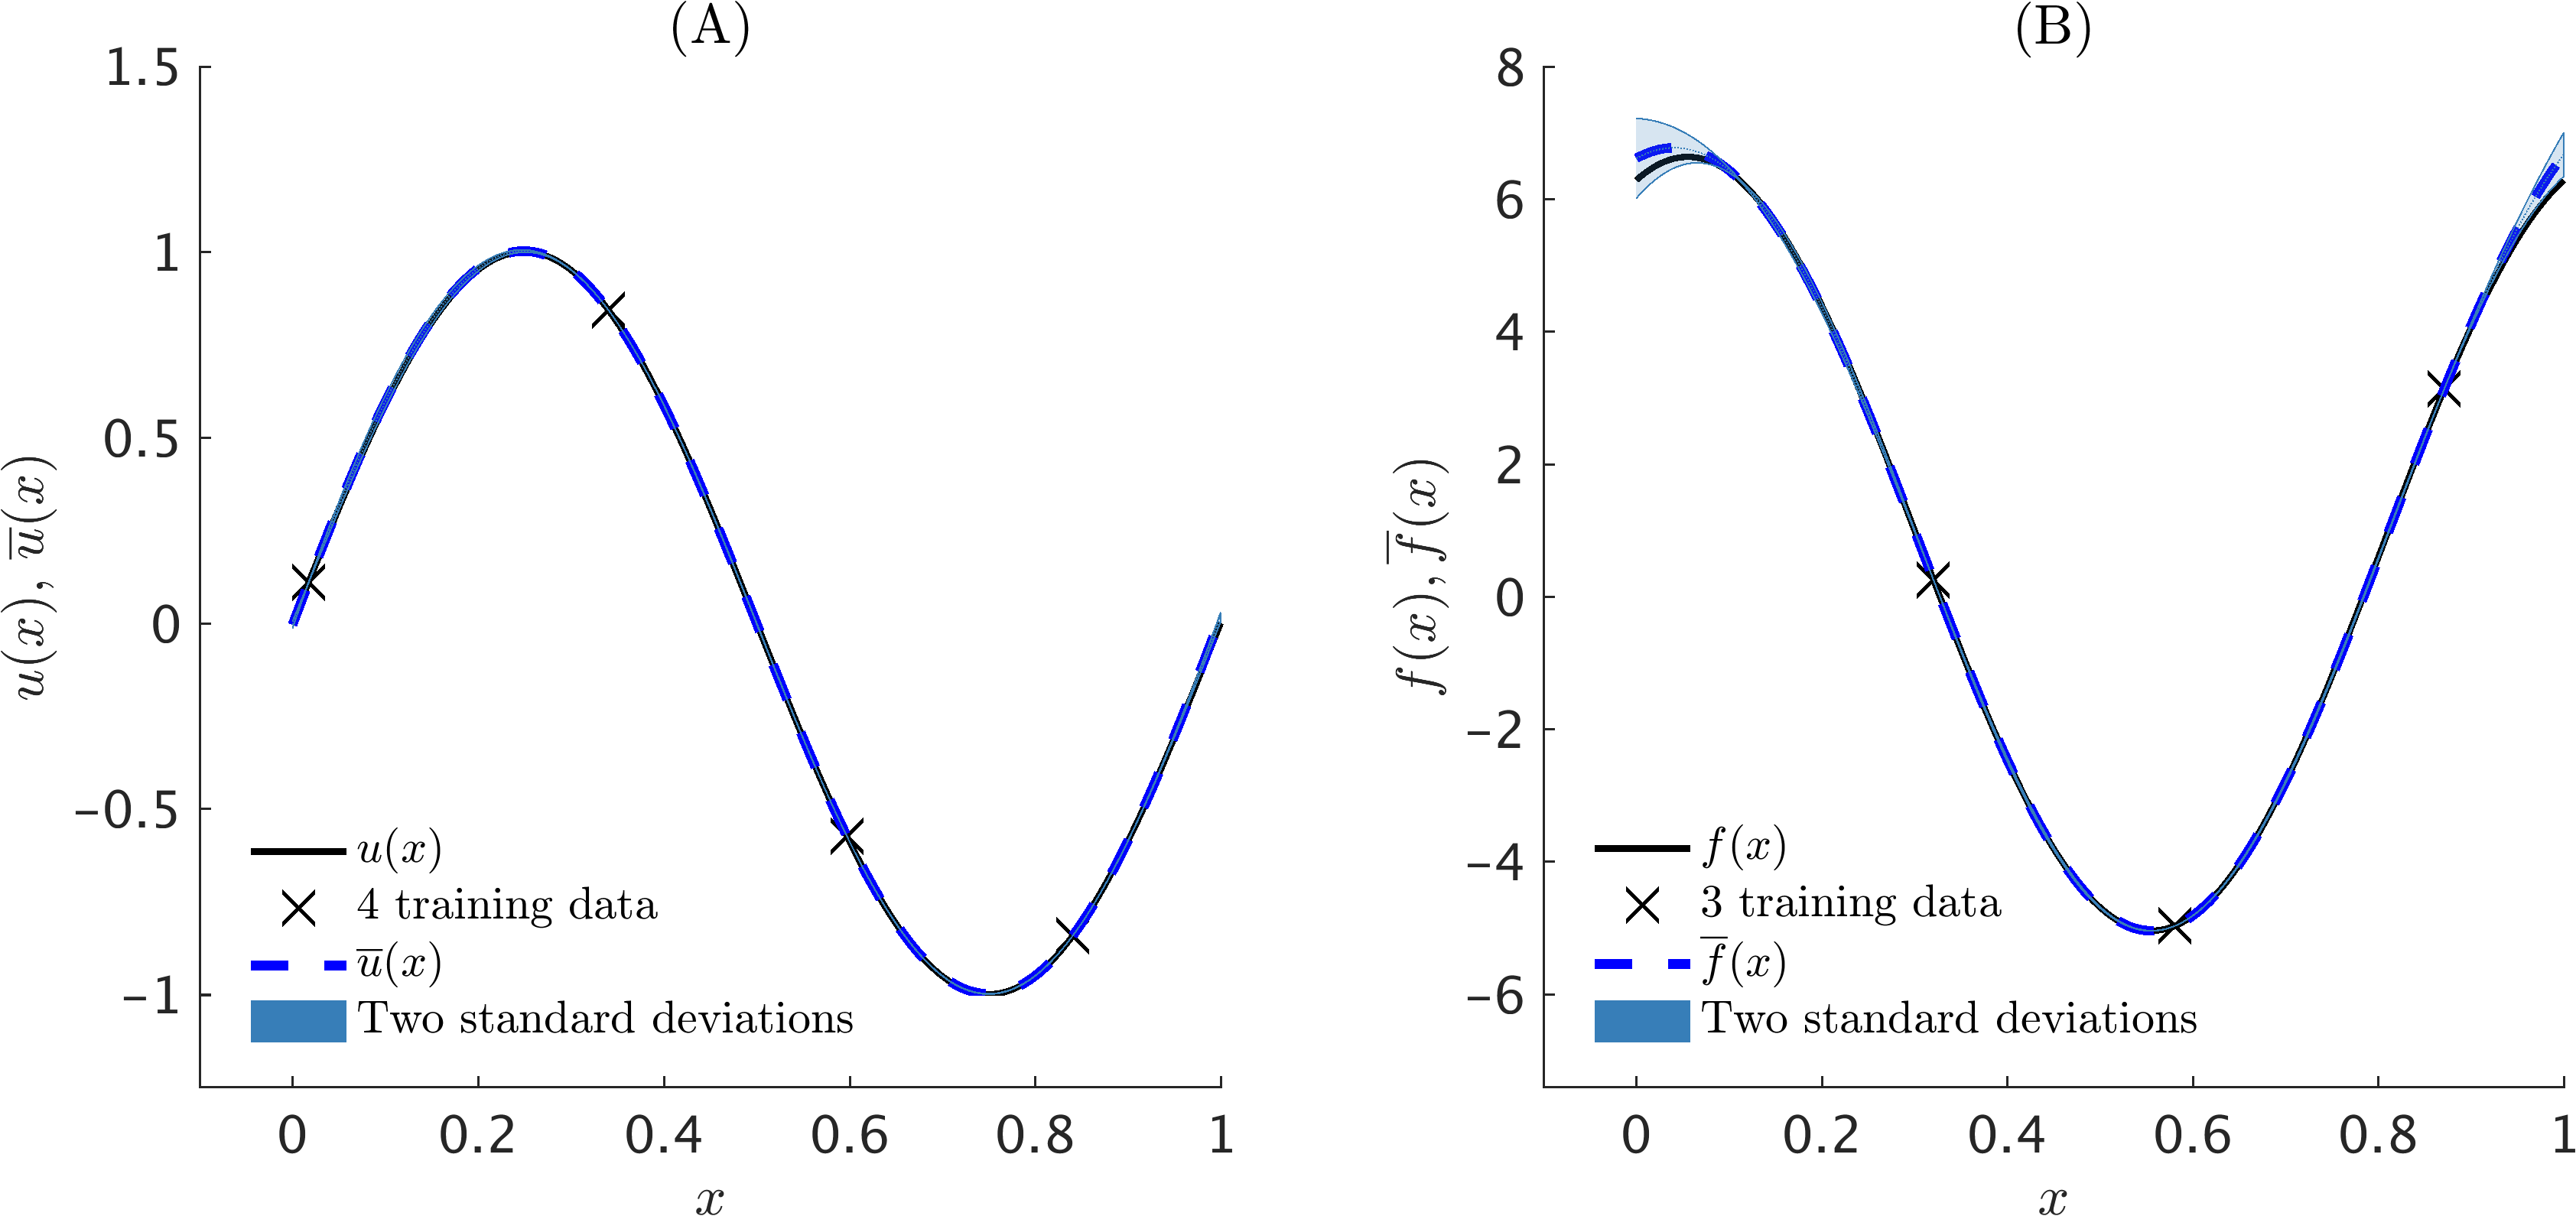 (A)
1.5
1
0.5
0
−0.5
−1
u(x), u̅(x)
u(x)
4 training data
u̅(x)
Two standard deviations
0 0.2 0.4 0.6 0.8 1
x
(B)
8
6
4
2
0
−2
−4
−6
f(x), f̅(x)
f(x)
3 training data
f̅(x)
Two standard deviations
0 0.2 0.4 0.6 0.8 1
x